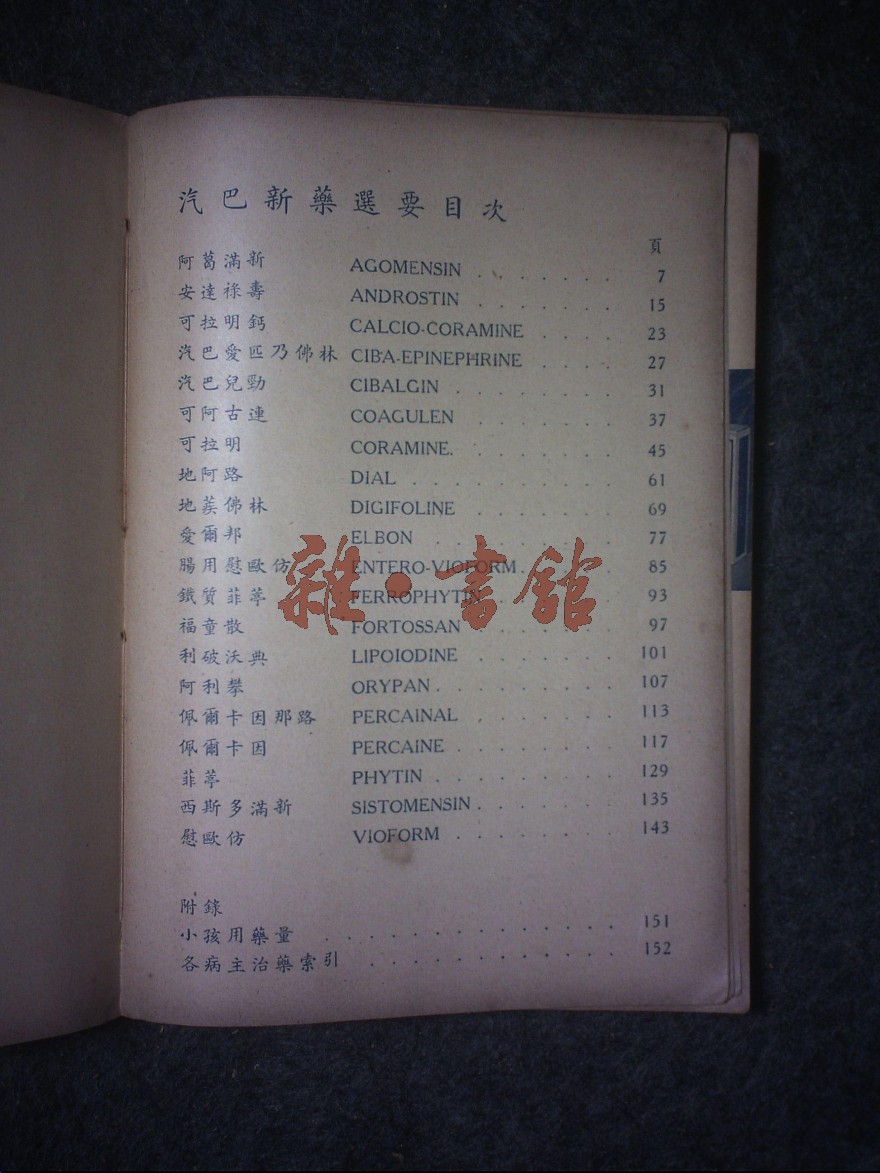 汽巴新藥選要目次
頁
阿葛滿新 AGOMENSIN . . . . . . . 7
安達祿壽 ANDROSTIN . . . . . . . 15
可拉明鈣 CALCIO-CORAMINE . . . . 23
汽巴愛匹乃佛林 CIBA-EPINEPHRINE . . . . 27
汽巴兒勁 CIBALGIN . . . . . . . 31
可阿古連 COAGULEN . . . . . . . 37
可拉明 CORAMINE. . . . . . . . 45
地阿路 DIAL . . . . . . . . . 61
地萘佛林 DIGIFOLINE . . . . . . 69
愛爾邦 ELBON . . . . . . . . 77
腸用慰歐仿 ENTERO-VIOFORM. . . . . 85
鐵質菲葶 FERROPHYTIN . . . . . . 93
福童散 FORTOSSAN . . . . . . . 97
利破沃典 LIPOIODINE . . . . . . 101
阿利攀 ORYPAN. . . . . . . . 107
佩爾卡因那路 PERCAINAL . . . . . . 113
佩爾卡因 PERCAINE . . . . . . . 117
菲葶 PHYTIN . . . . . . . . 129
西斯多滿新 SISTOMENSIN. . . . . . 135
慰歐仿 VIOFORM . . . . . . . 143
附錄
小孩用藥量 . . . . . . . . . . . . . 151
各病主治藥索引 . . . . . . . . . . . 152
雜·書館